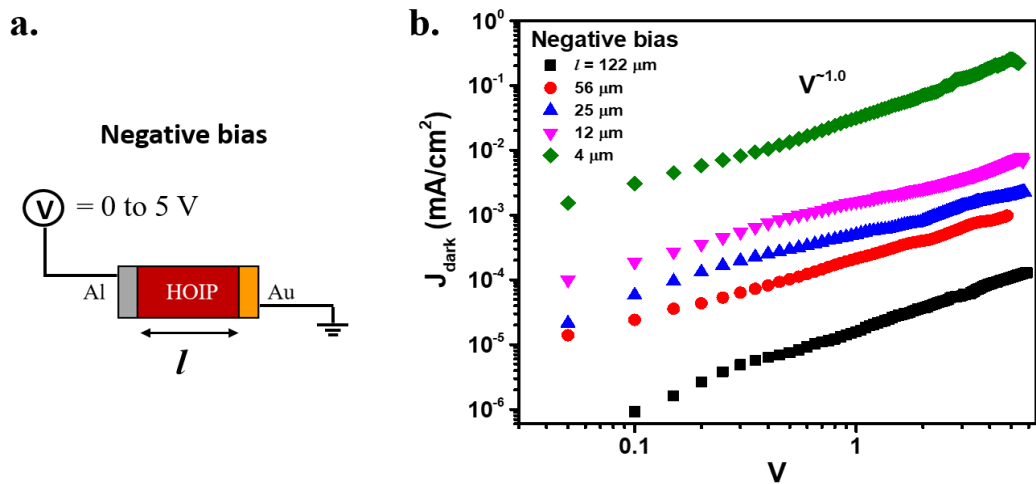 a.
Negative bias
V = 0 to 5 V
Al HOIP Au
l
b.
Negative bias
l = 122 μm
56 μm
25 μm
12 μm
4 μm
V~1.0
J_dark (mA/cm²)
10⁰
10⁻¹
10⁻²
10⁻³
10⁻⁴
10⁻⁵
10⁻⁶
0.1 1
V